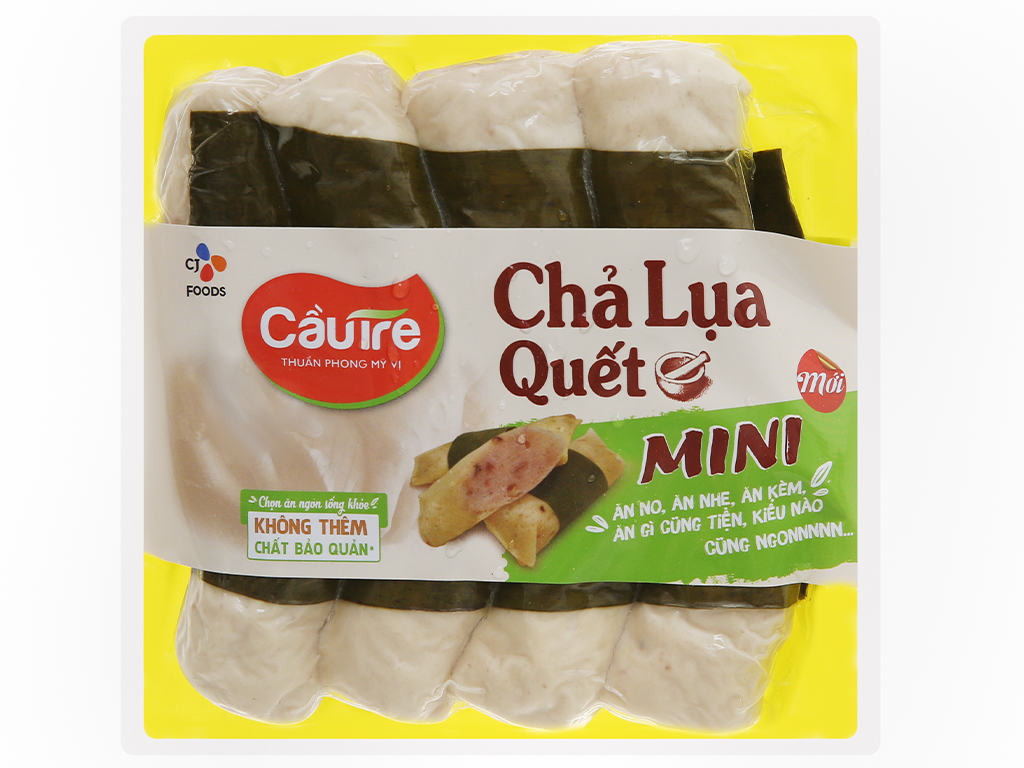 CJ
FOODS
Cầu Tre
THUẦN PHONG MỸ VỊ
Chả Lụa
Quết
Mới
MINI
ĂN NO, ĂN NHẸ, ĂN KÈM,
ĂN GÌ CŨNG TIỆN, KIỂU NÀO
CŨNG NGONNNNN...
Chọn ăn ngon sống khỏe
KHÔNG THÊM
CHẤT BẢO QUẢN*